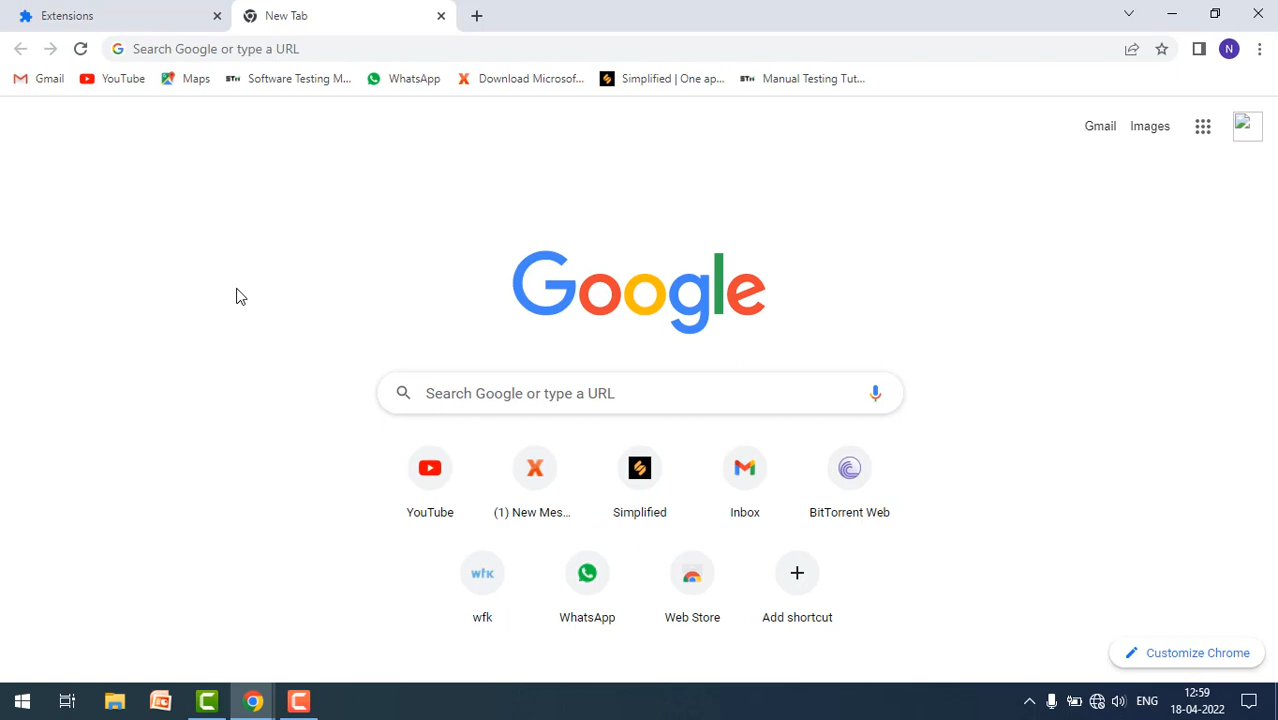 Extensions
New Tab
Search Google or type a URL
N
Gmail
YouTube
Maps
Software Testing M...
WhatsApp
Download Microsof...
Simplified | One ap...
Manual Testing Tut...
Gmail
Images
Google
Search Google or type a URL
YouTube
(1) New Mes...
Simplified
Inbox
BitTorrent Web
wfk
wfk
WhatsApp
Web Store
Add shortcut
Customize Chrome
ENG
12:59
18-04-2022